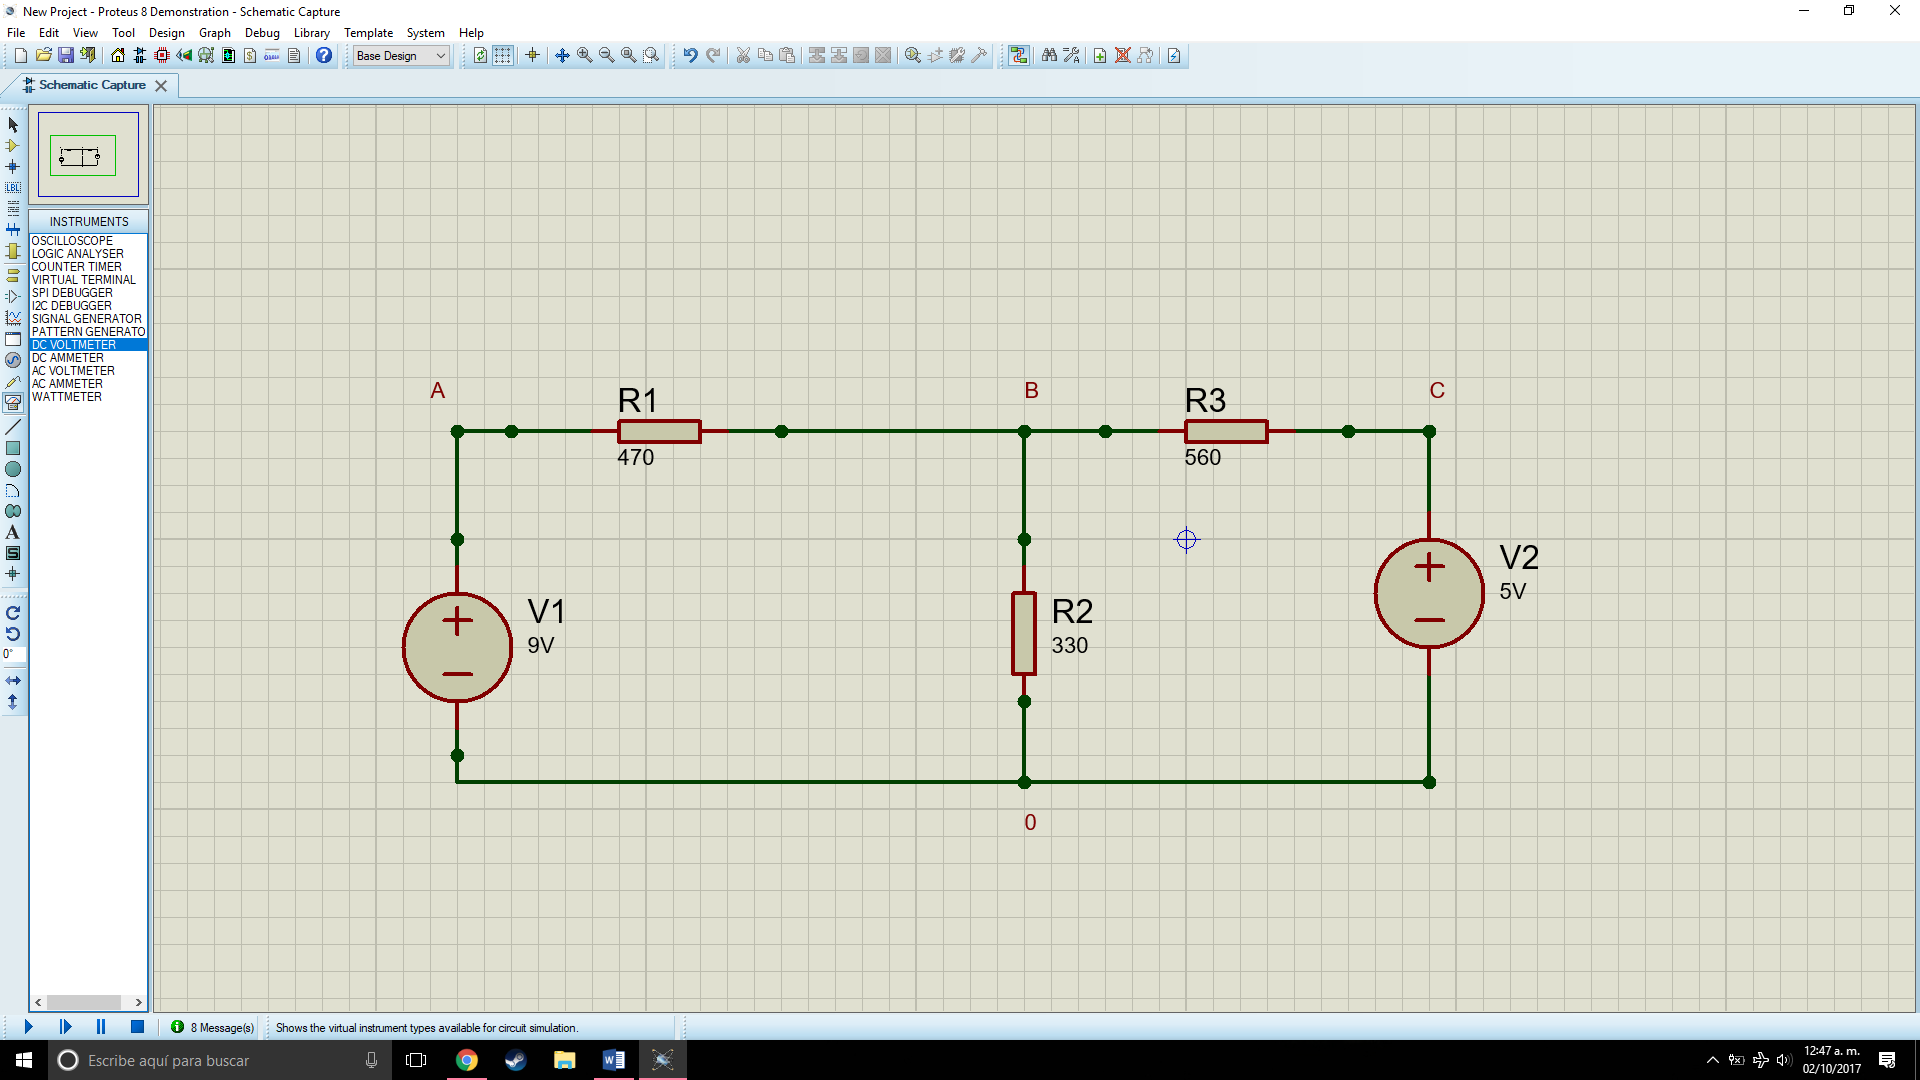 New Project - Proteus 8 Demonstration - Schematic Capture
File Edit View Tool Design Graph Debug Library Template System Help
Base Design
Schematic Capture
LBL
INSTRUMENTS
OSCILLOSCOPE
LOGIC ANALYSER
COUNTER TIMER
VIRTUAL TERMINAL
SPI DEBUGGER
I2C DEBUGGER
SIGNAL GENERATOR
PATTERN GENERATO
DC VOLTMETER
DC AMMETER
AC VOLTMETER
AC AMMETER
WATTMETER
A
0°
A B C
R1 R3
470 560
V2
5V
V1 R2
9V 330
0
8 Message(s) Shows the virtual instrument types available for circuit simulation.
Escribe aquí para buscar
12:47 a. m.
02/10/2017